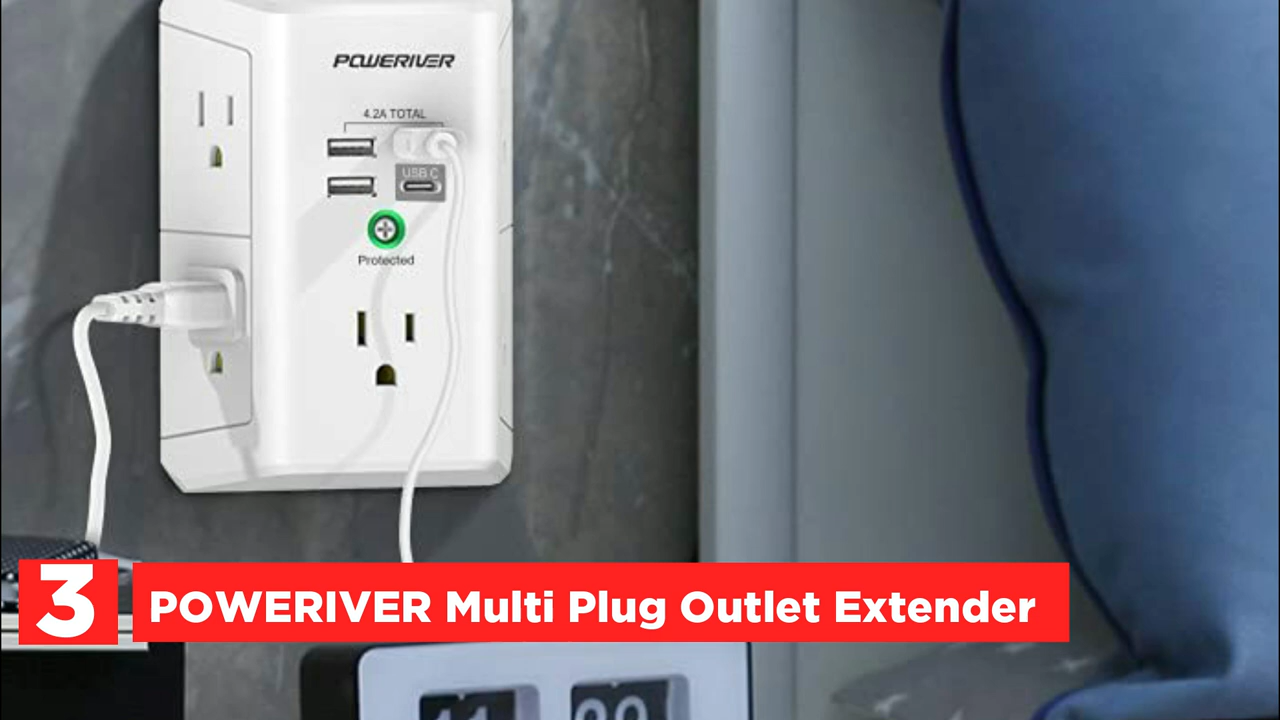 POWERIVER
4.2A TOTAL
USB C
Protected
3
POWERIVER Multi Plug Outlet Extender